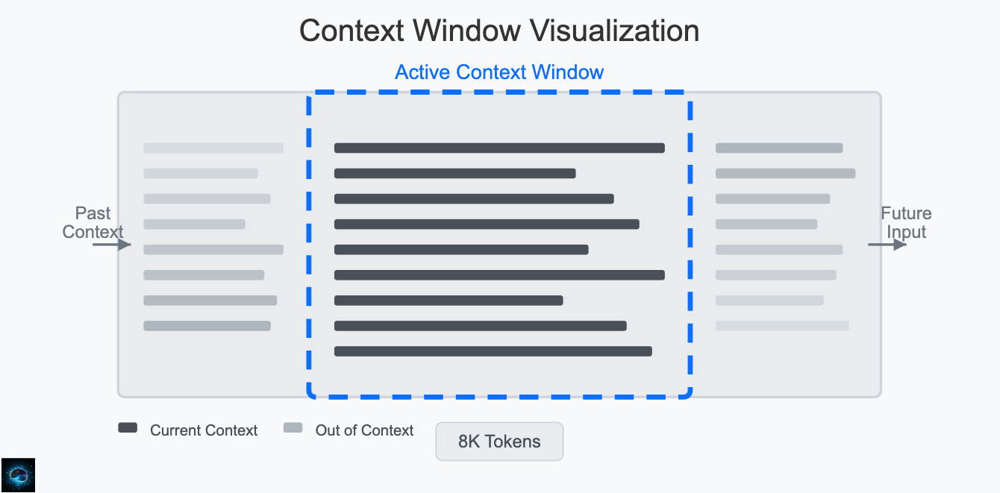 Context Window Visualization
Active Context Window
Past
Context
Future
Input
Current Context
Out of Context
8K Tokens